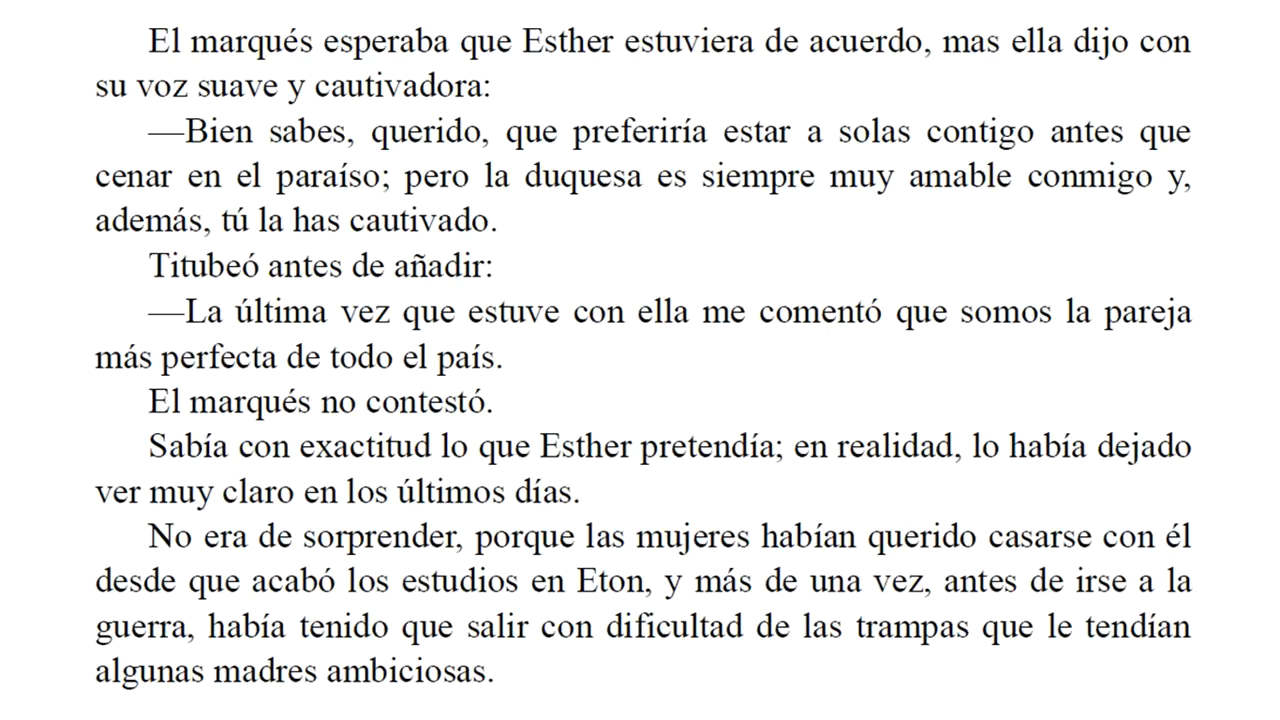 El marqués esperaba que Esther estuviera de acuerdo, mas ella dijo con
su voz suave y cautivadora:
—Bien sabes, querido, que preferiría estar a solas contigo antes que
cenar en el paraíso; pero la duquesa es siempre muy amable conmigo y,
además, tú la has cautivado.
Titubeó antes de añadir:
—La última vez que estuve con ella me comentó que somos la pareja
más perfecta de todo el país.
El marqués no contestó.
Sabía con exactitud lo que Esther pretendía; en realidad, lo había dejado
ver muy claro en los últimos días.
No era de sorprender, porque las mujeres habían querido casarse con él
desde que acabó los estudios en Eton, y más de una vez, antes de irse a la
guerra, había tenido que salir con dificultad de las trampas que le tendían
algunas madres ambiciosas.